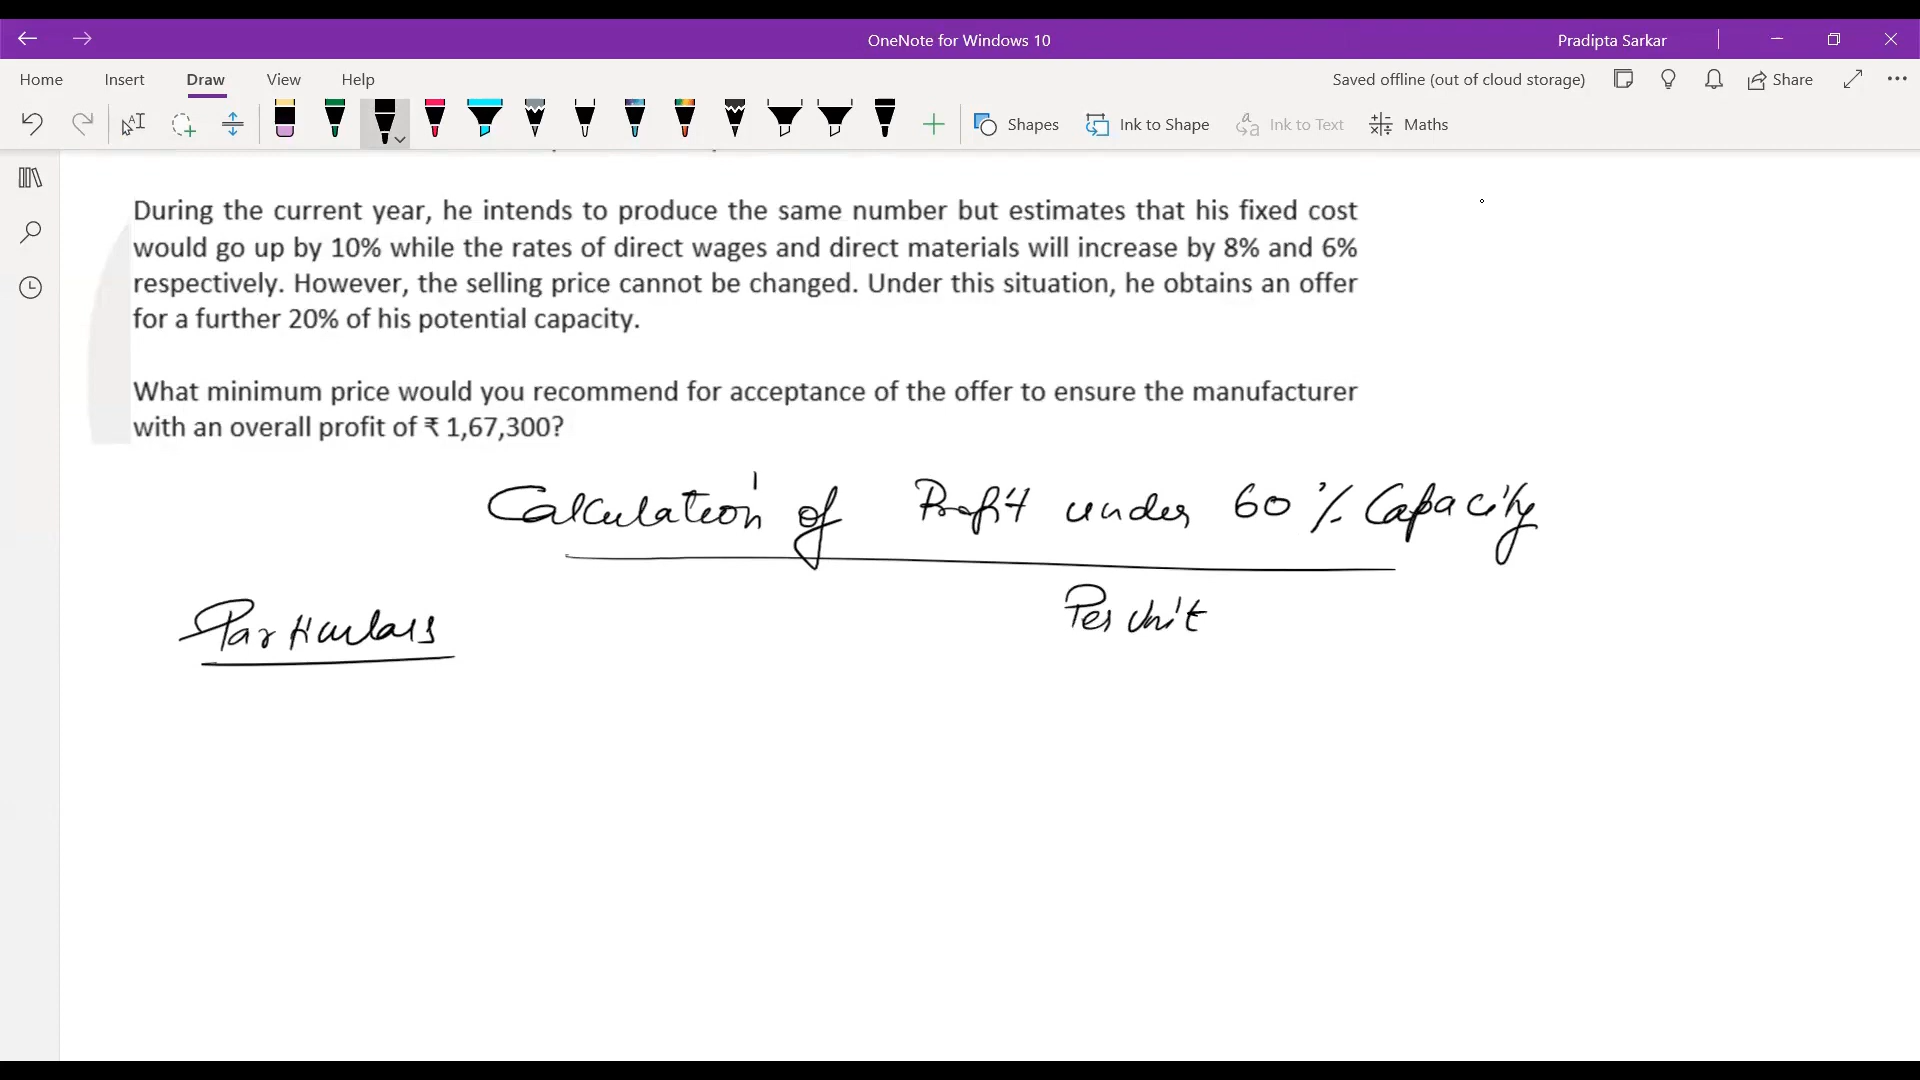 OneNote for Windows 10
Pradipta Sarkar
Home Insert Draw View Help
Saved offline (out of cloud storage)
Share
Shapes Ink to Shape Ink to Text Maths
During the current year, he intends to produce the same number but estimates that his fixed cost
would go up by 10% while the rates of direct wages and direct materials will increase by 8% and 6%
respectively. However, the selling price cannot be changed. Under this situation, he obtains an offer
for a further 20% of his potential capacity.
What minimum price would you recommend for acceptance of the offer to ensure the manufacturer
with an overall profit of ₹ 1,67,300?
Calculation of Profit under 60% Capacity
Particulars
Per Unit